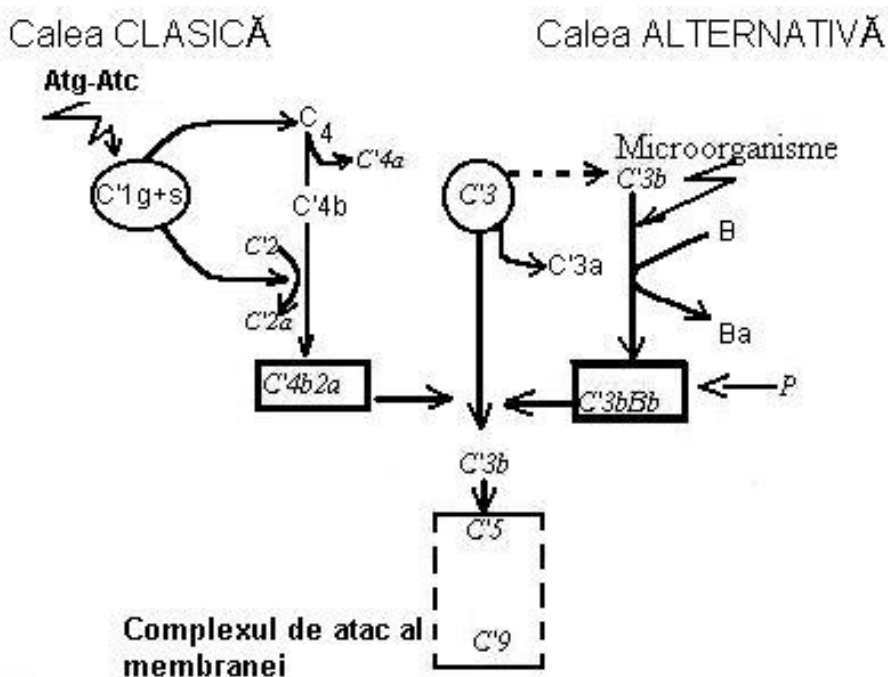 Calea CLASICĂ
Calea ALTERNATIVĂ
Atg-Atc
C4
C'4a
C'1g+s
C'4b
C'2
C'2a
C'4b2a
C'3
C'3a
Microorganisme
C'3b
B
Ba
C'3bBb
P
C'3b
C'5
C'9
Complexul de atac al
membranei